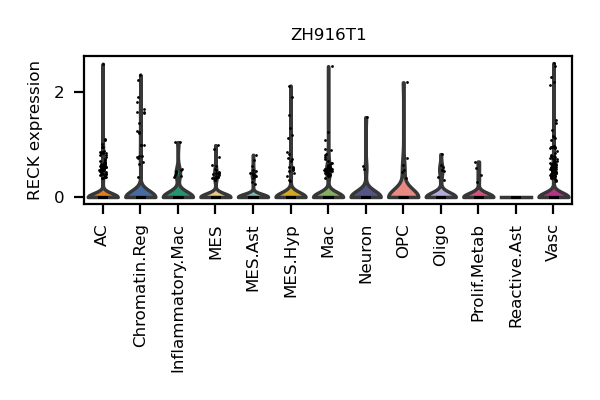 ZH916T1
RECK expression
2
0
AC
Chromatin.Reg
Inflammatory.Mac
MES
MES.Ast
MES.Hyp
Mac
Neuron
OPC
Oligo
Prolif.Metab
Reactive.Ast
Vasc